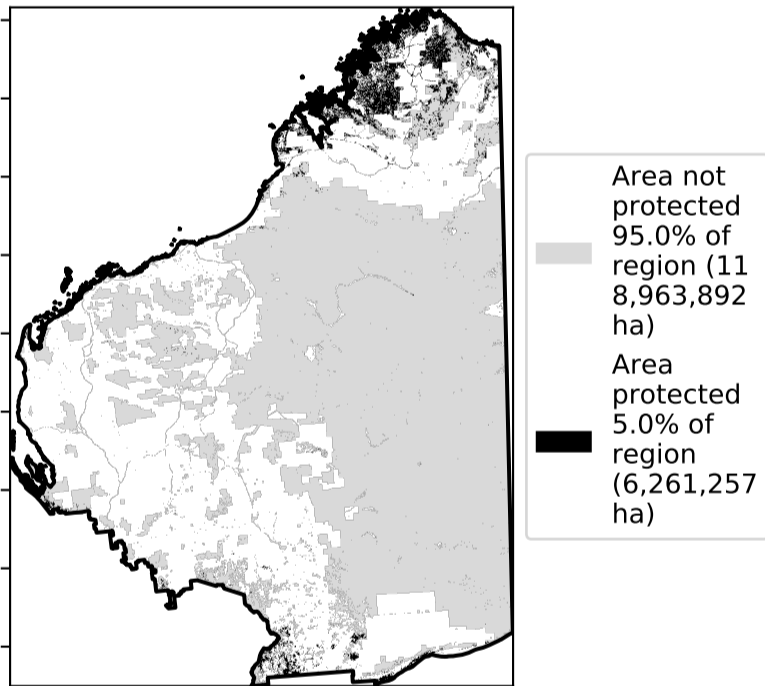 Area not
protected
95.0% of
region (11
8,963,892
ha)
Area
protected
5.0% of
region
(6,261,257
ha)